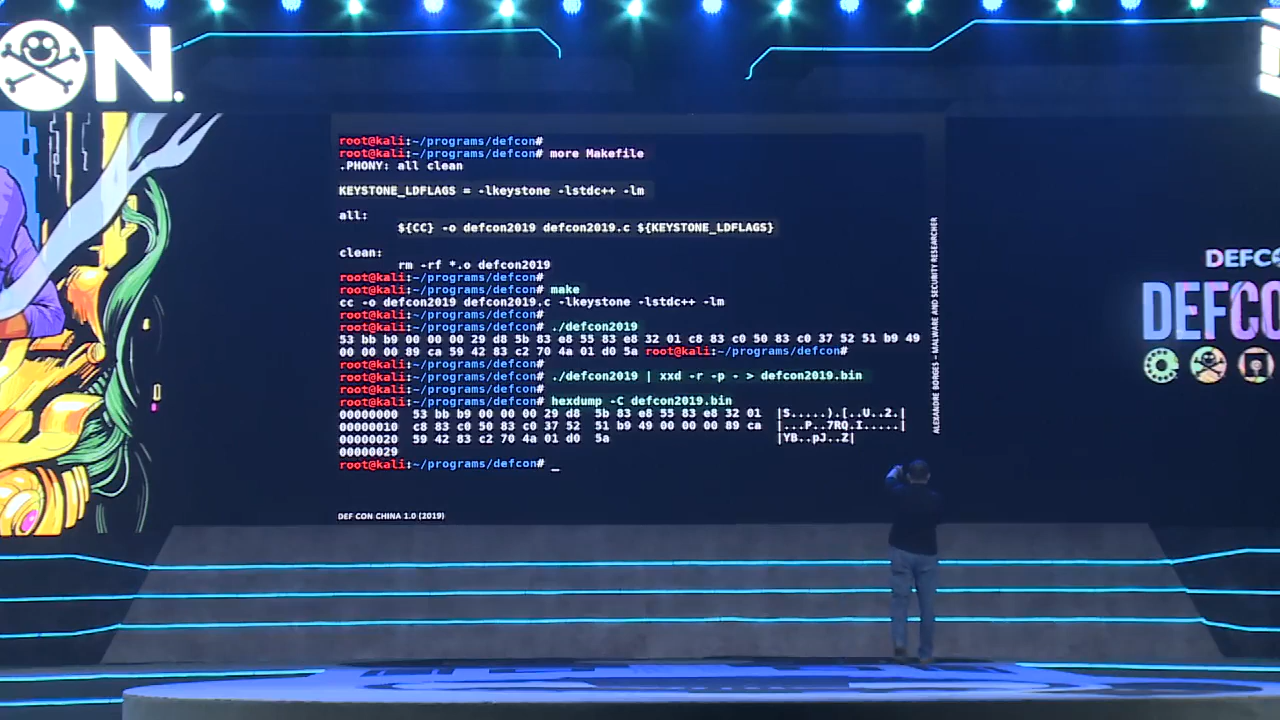 ON.
root@kali:~/programs/defcon#
root@kali:~/programs/defcon# more Makefile
.PHONY: all clean
KEYSTONE_LDFLAGS = -lkeystone -lstdc++ -lm
all:
${CC} -o defcon2019 defcon2019.c ${KEYSTONE_LDFLAGS}
clean:
rm -rf *.o defcon2019
root@kali:~/programs/defcon#
root@kali:~/programs/defcon# make
cc -o defcon2019 defcon2019.c -lkeystone -lstdc++ -lm
root@kali:~/programs/defcon#
root@kali:~/programs/defcon# ./defcon2019
53 bb b9 00 00 00 29 d8 5b 83 e8 55 83 e8 32 01 c8 83 c0 50 83 c0 37 52 51 b9 49
00 00 00 89 ca 59 42 83 c2 70 4a 01 d0 5a root@kali:~/programs/defcon#
root@kali:~/programs/defcon#
root@kali:~/programs/defcon# ./defcon2019 | xxd -r -p - > defcon2019.bin
root@kali:~/programs/defcon#
root@kali:~/programs/defcon# hexdump -C defcon2019.bin
00000000  53 bb b9 00 00 00 29 d8  5b 83 e8 55 83 e8 32 01  |S.....).[..U..2.|
00000010  c8 83 c0 50 83 c0 37 52  51 b9 49 00 00 00 89 ca  |...P..7RQ.I.....|
00000020  59 42 83 c2 70 4a 01 d0  5a  |YB..pJ..Z|
00000029
root@kali:~/programs/defcon# _
DEF CON CHINA 1.0 (2019)
ALEXANDRE BORGES – MALWARE AND SECURITY RESEARCHER
DEFC
DEFCO